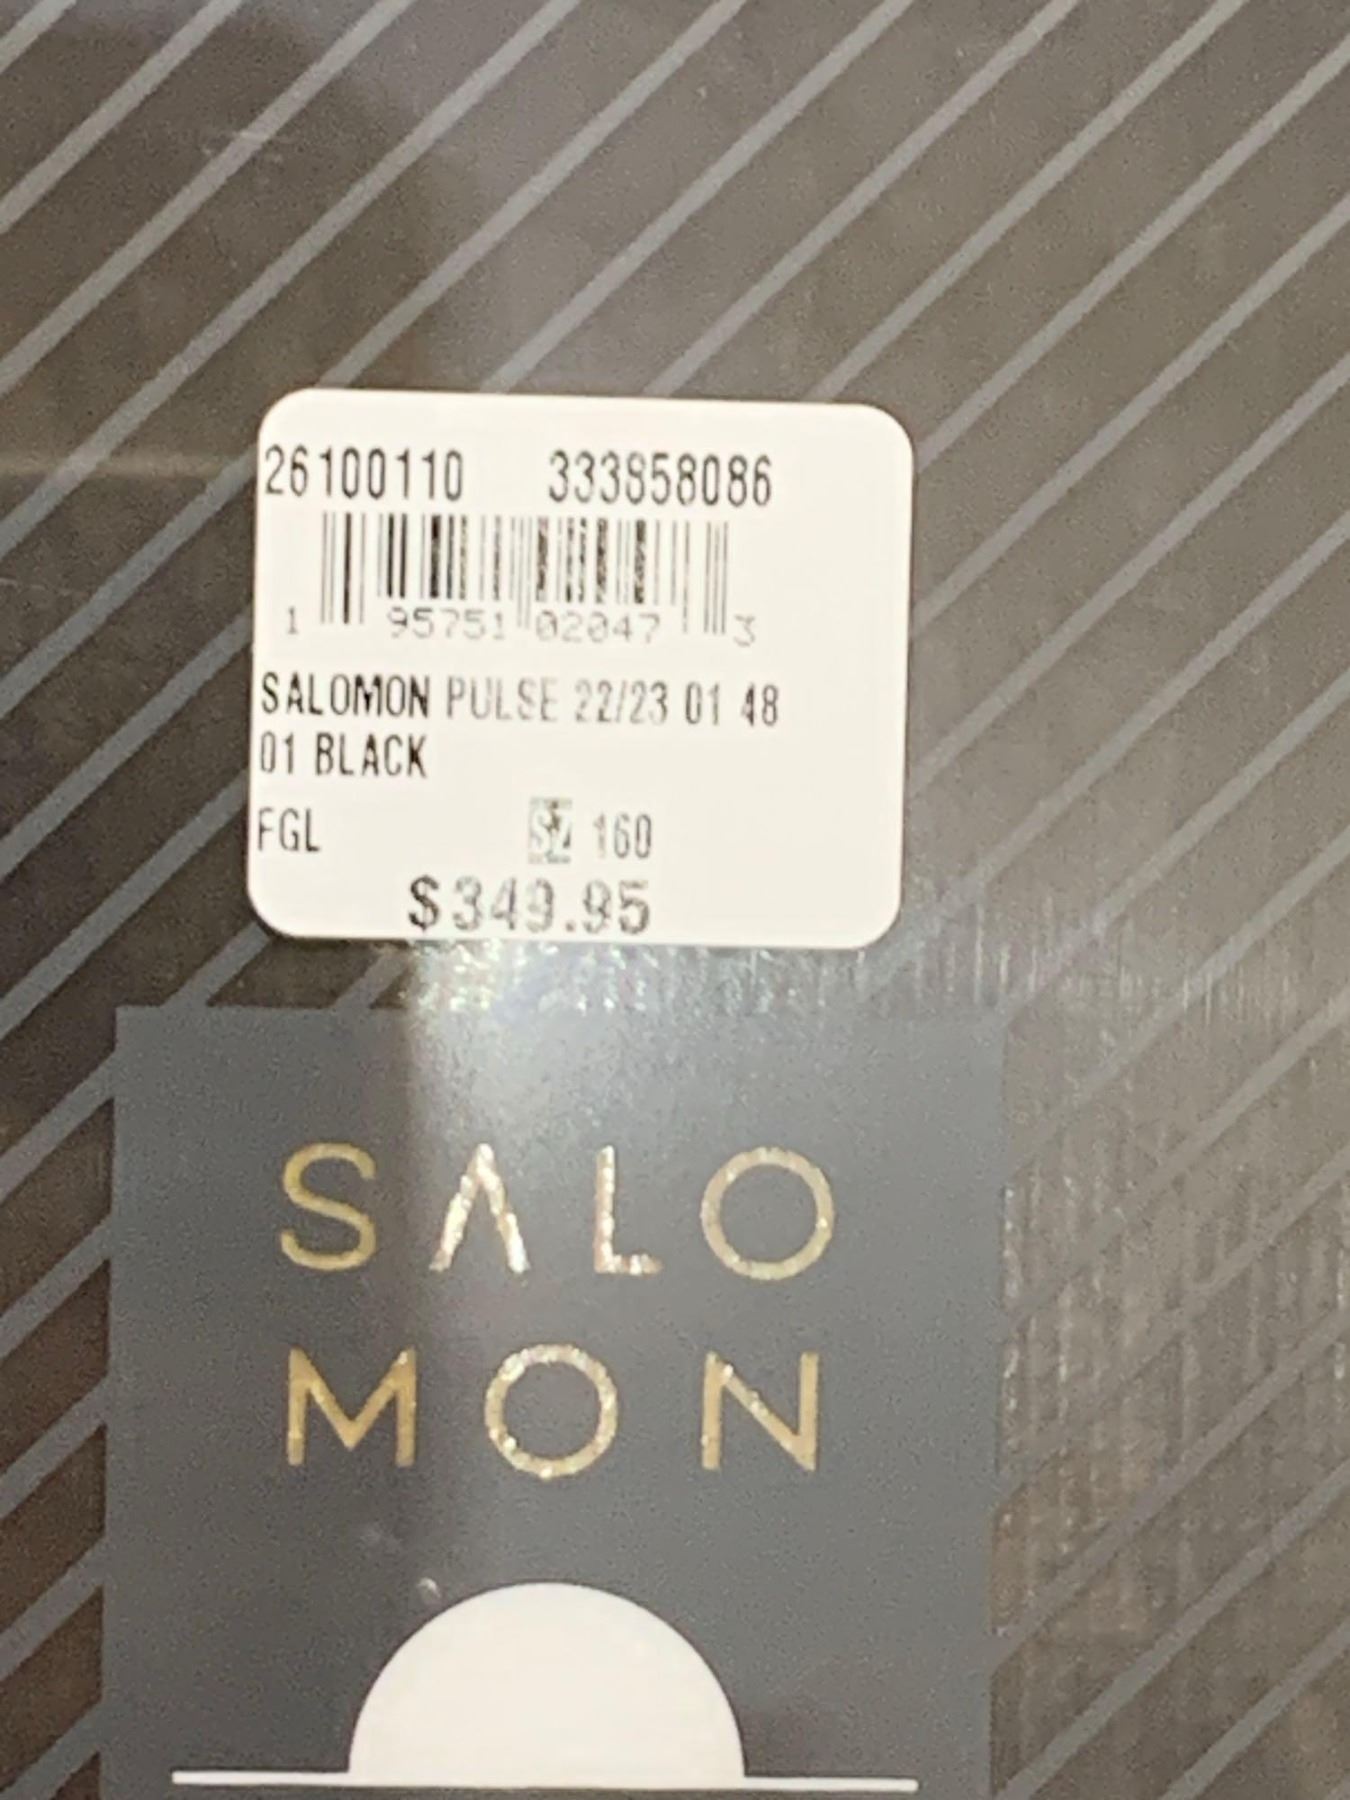 26100110 333858086
1 95751 02047 3
SALOMON PULSE 22/23 01 48
01 BLACK
FGL SZ 160
$349.95
SALO
MON